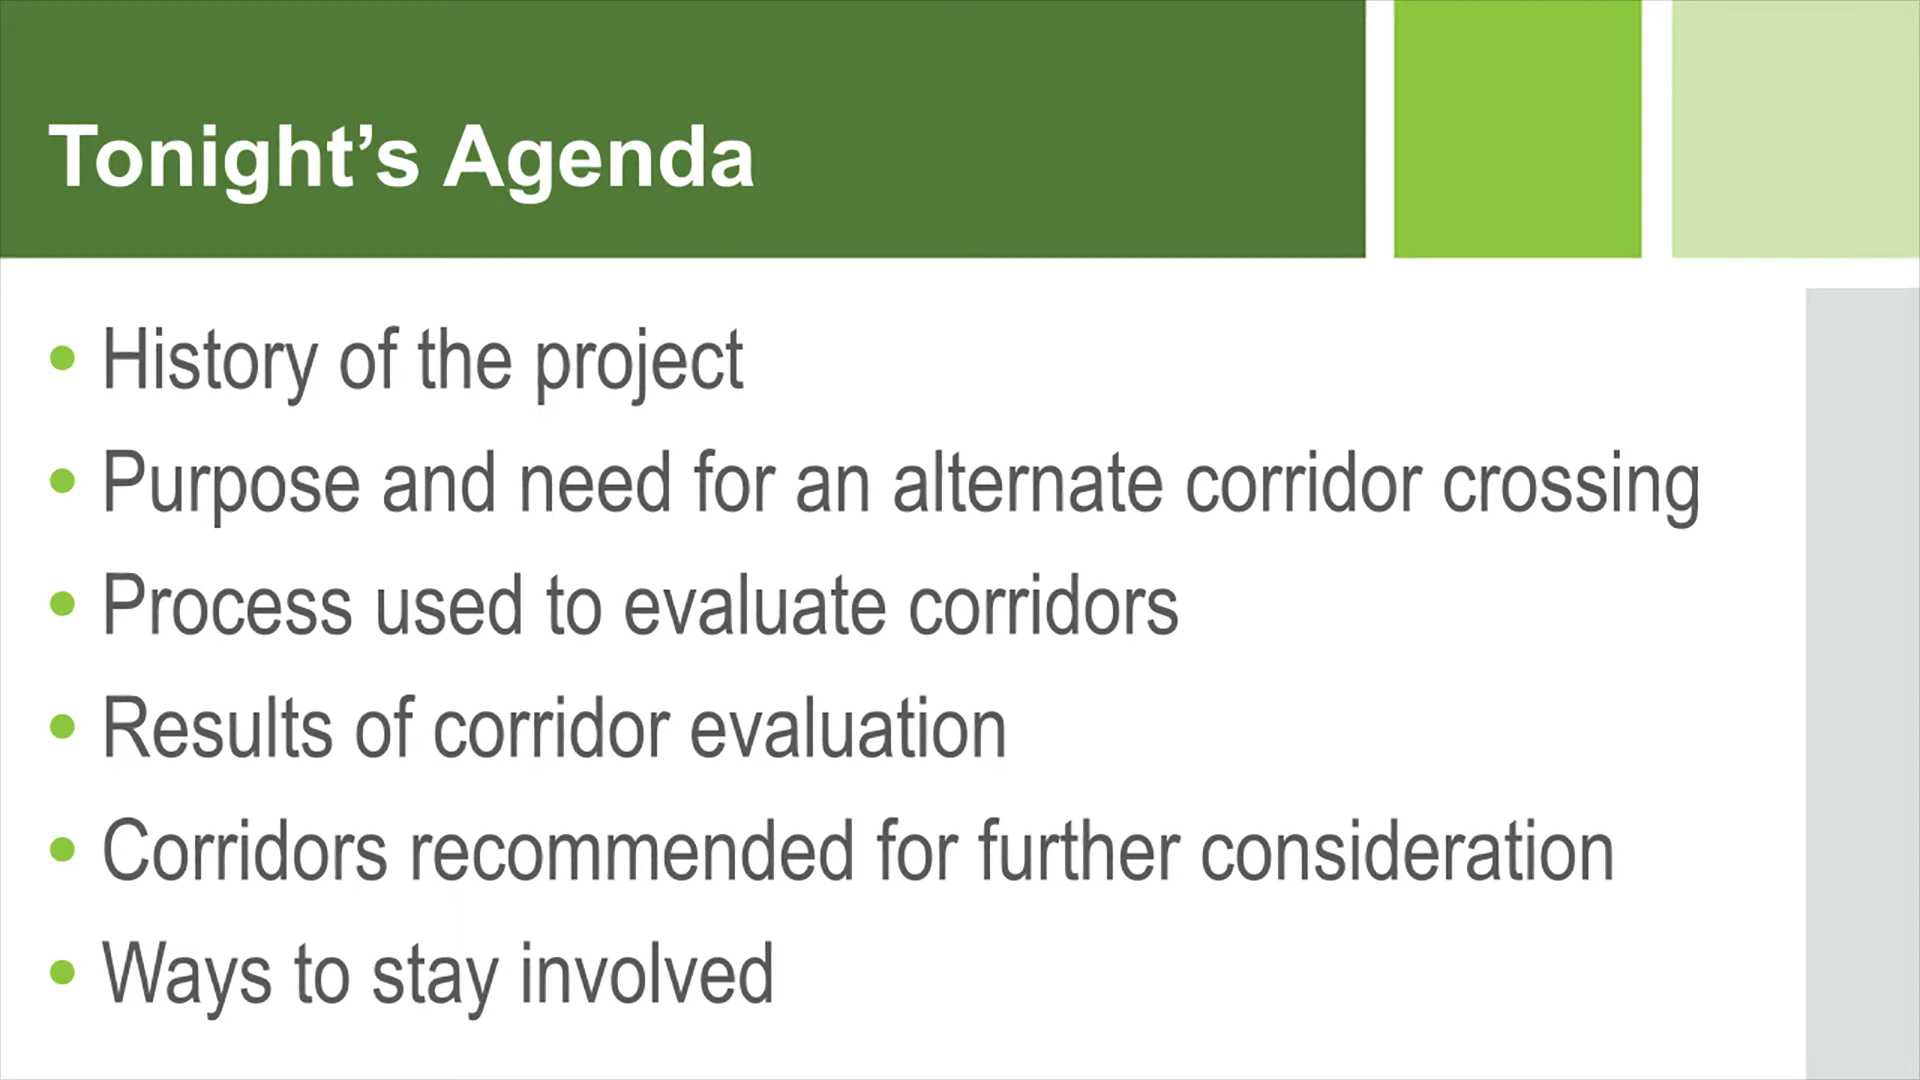 Tonight’s Agenda
• History of the project
• Purpose and need for an alternate corridor crossing
• Process used to evaluate corridors
• Results of corridor evaluation
• Corridors recommended for further consideration
• Ways to stay involved